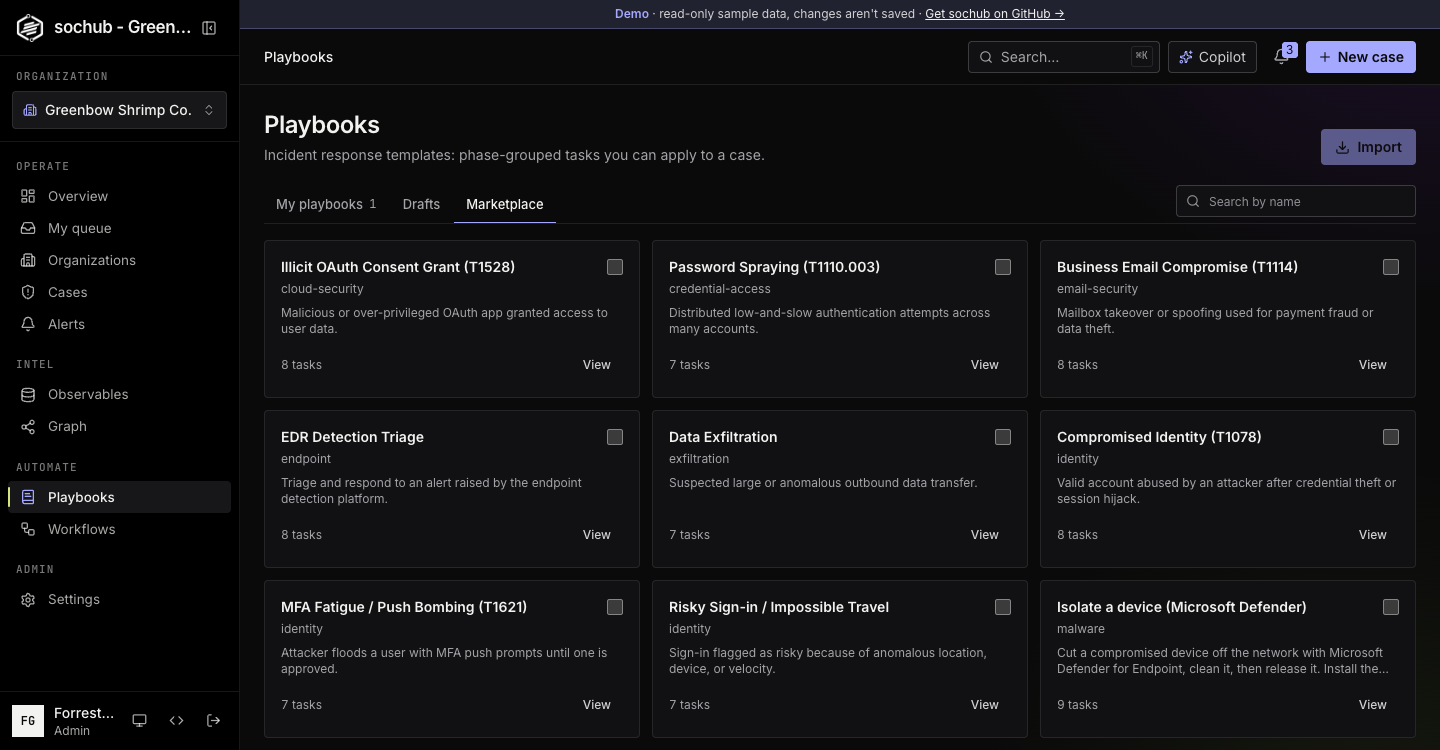 sochub - Green...
Demo · read-only sample data, changes aren't saved · Get sochub on GitHub →
ORGANIZATION
Greenbow Shrimp Co.
OPERATE
Overview
My queue
Organizations
Cases
Alerts
INTEL
Observables
Graph
AUTOMATE
Playbooks
Workflows
ADMIN
Settings
FG
Forrest...
Admin
Playbooks
Search...
⌘K
Copilot
3
New case
Playbooks
Incident response templates: phase-grouped tasks you can apply to a case.
Import
My playbooks 1
Drafts
Marketplace
Search by name
Illicit OAuth Consent Grant (T1528)
cloud-security
Malicious or over-privileged OAuth app granted access to
user data.
8 tasks
View
Password Spraying (T1110.003)
credential-access
Distributed low-and-slow authentication attempts across
many accounts.
7 tasks
View
Business Email Compromise (T1114)
email-security
Mailbox takeover or spoofing used for payment fraud or
data theft.
8 tasks
View
EDR Detection Triage
endpoint
Triage and respond to an alert raised by the endpoint
detection platform.
8 tasks
View
Data Exfiltration
exfiltration
Suspected large or anomalous outbound data transfer.
7 tasks
View
Compromised Identity (T1078)
identity
Valid account abused by an attacker after credential theft or
session hijack.
8 tasks
View
MFA Fatigue / Push Bombing (T1621)
identity
Attacker floods a user with MFA push prompts until one is
approved.
7 tasks
View
Risky Sign-in / Impossible Travel
identity
Sign-in flagged as risky because of anomalous location,
device, or velocity.
7 tasks
View
Isolate a device (Microsoft Defender)
malware
Cut a compromised device off the network with Microsoft
Defender for Endpoint, clean it, then release it. Install the...
9 tasks
View